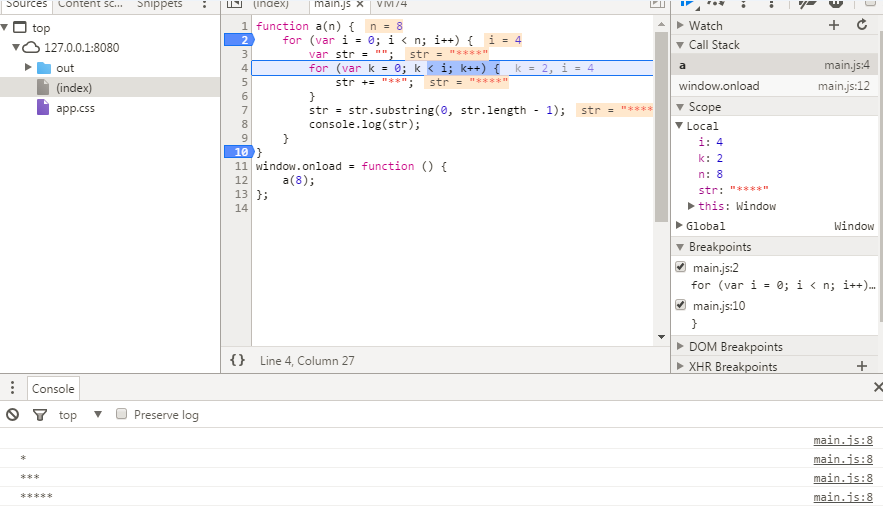 Sources Content sc... Snippets
(index) main.js × VM74
top
127.0.0.1:8080
out
(index)
app.css
1 function a(n) { n = 8
2 for (var i = 0; i < n; i++) { i = 4
3 var str = ""; str = "****"
4 for (var k = 0; k < i; k++) { k = 2, i = 4
5 str += "**"; str = "****"
6 }
7 str = str.substring(0, str.length - 1); str = "****
8 console.log(str);
9 }
10 }
11 window.onload = function () {
12 a(8);
13 };
14
{} Line 4, Column 27
Watch
Call Stack
a main.js:4
window.onload main.js:12
Scope
Local
i: 4
k: 2
n: 8
str: "****"
this: Window
Global Window
Breakpoints
main.js:2
for (var i = 0; i < n; i++)…
main.js:10
}
DOM Breakpoints
XHR Breakpoints
Console
top Preserve log
main.js:8
* main.js:8
*** main.js:8
***** main.js:8